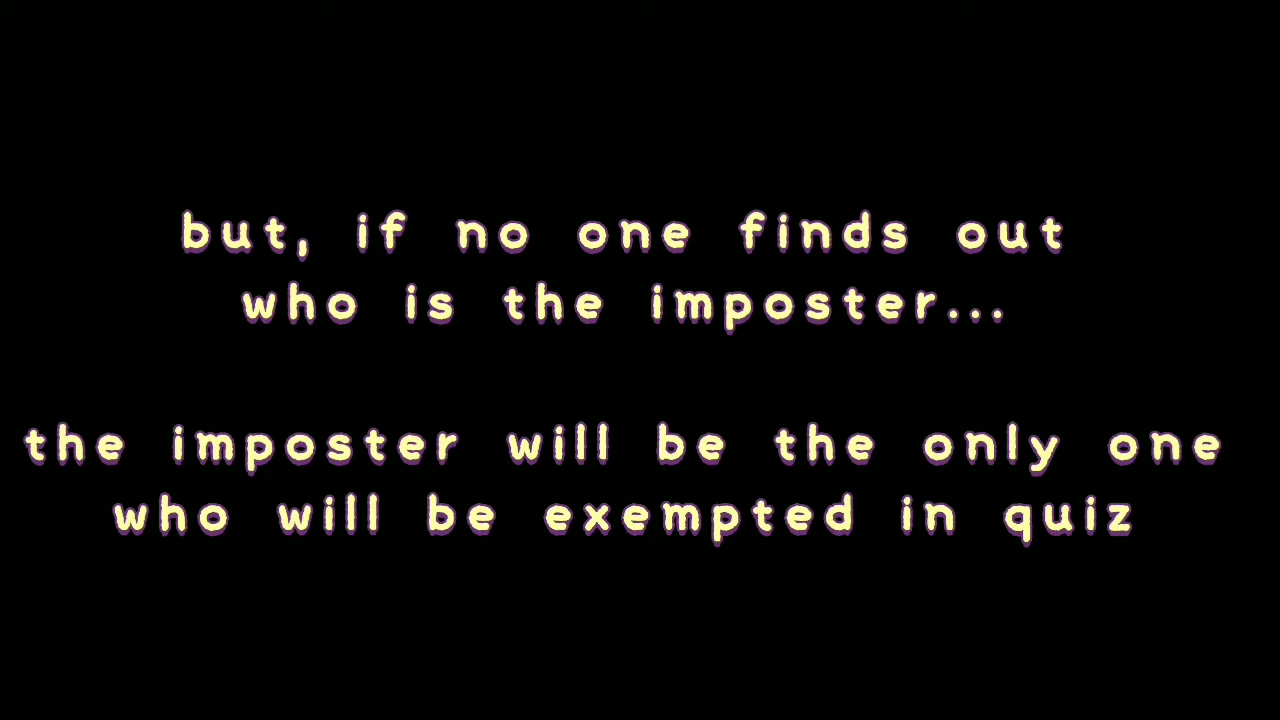 but, if no one finds out
who is the imposter...
the imposter will be the only one
who will be exempted in quiz